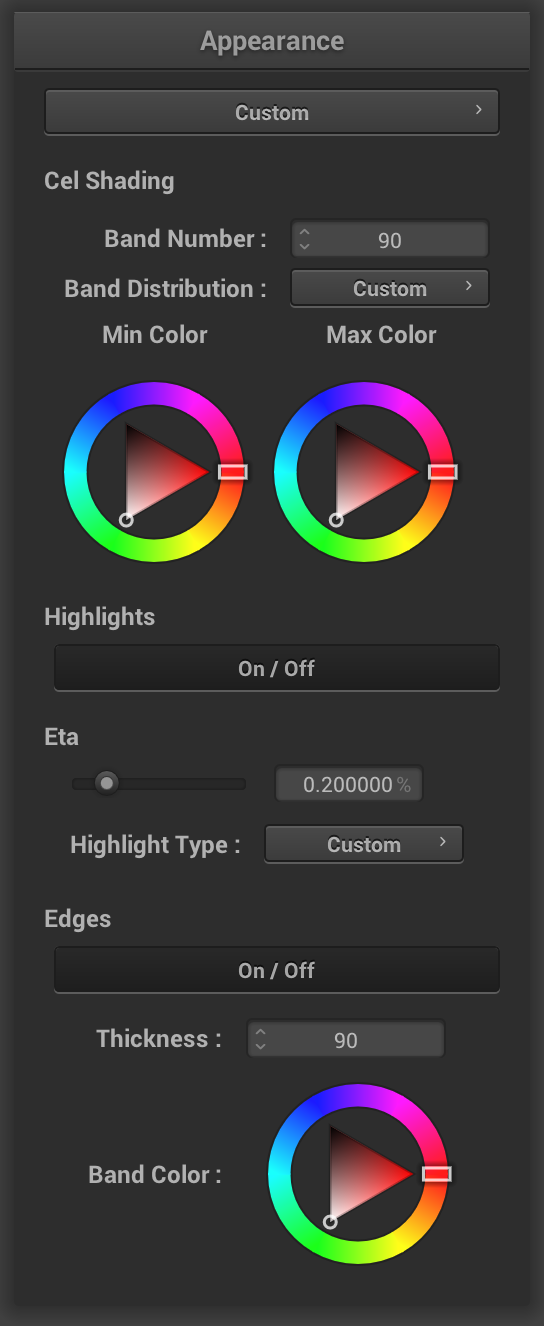 Appearance
Custom
Cel Shading
Band Number : 90
Band Distribution : Custom
Min Color Max Color
Highlights
On / Off
Eta
0.200000 %
Highlight Type : Custom
Edges
On / Off
Thickness : 90
Band Color :